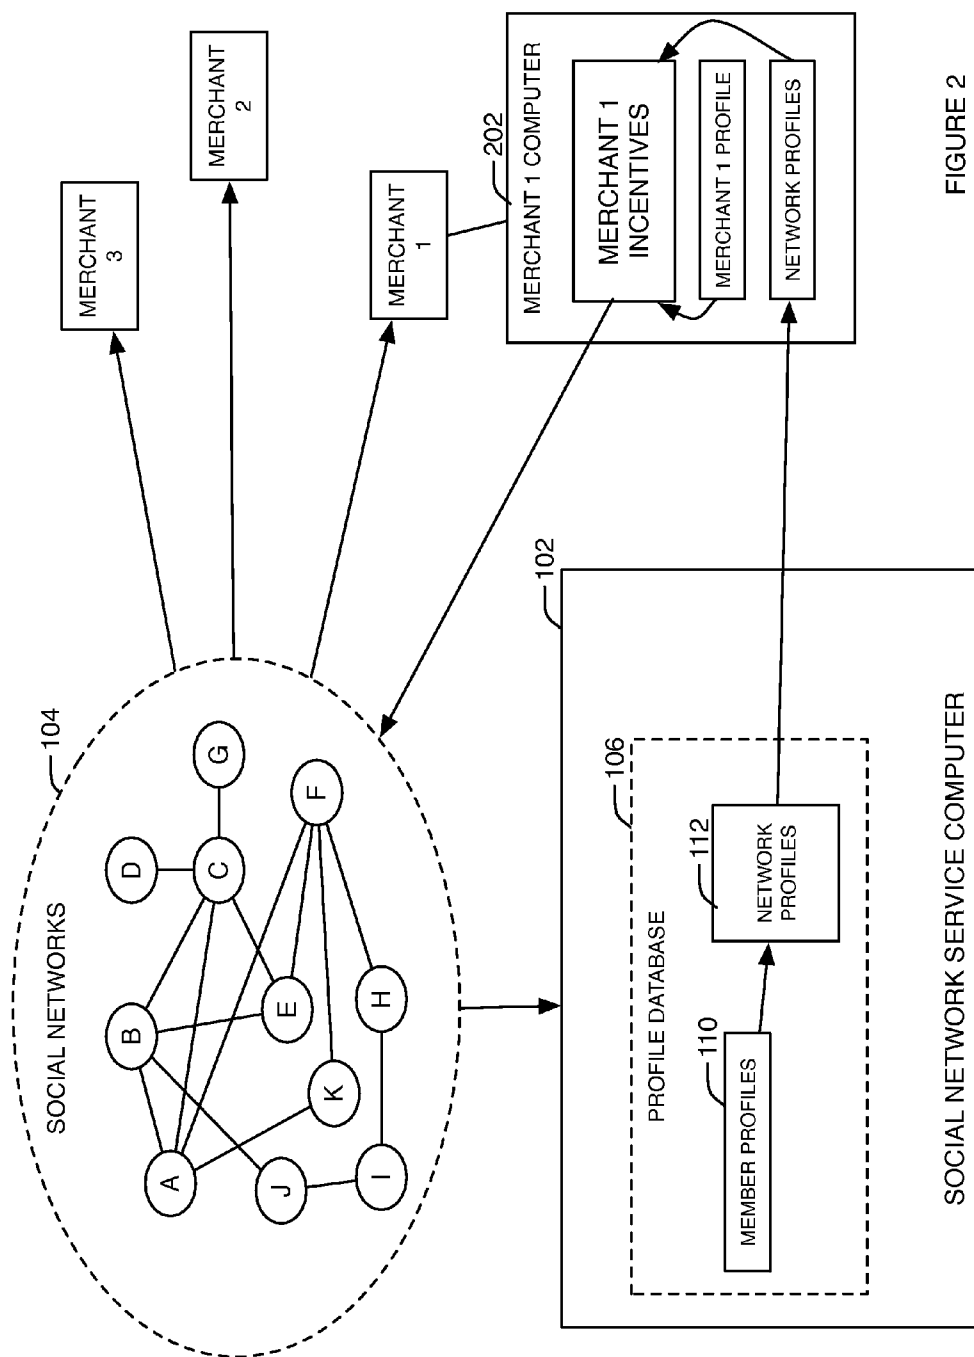 SOCIAL NETWORKS
104
A
B
C
D
E
F
G
H
I
J
K
MERCHANT
3
MERCHANT
2
MERCHANT
1
202
MERCHANT 1 COMPUTER
MERCHANT 1
INCENTIVES
MERCHANT 1 PROFILE
NETWORK PROFILES
102
106
PROFILE DATABASE
110
MEMBER PROFILES
112
NETWORK
PROFILES
SOCIAL NETWORK SERVICE COMPUTER
FIGURE 2